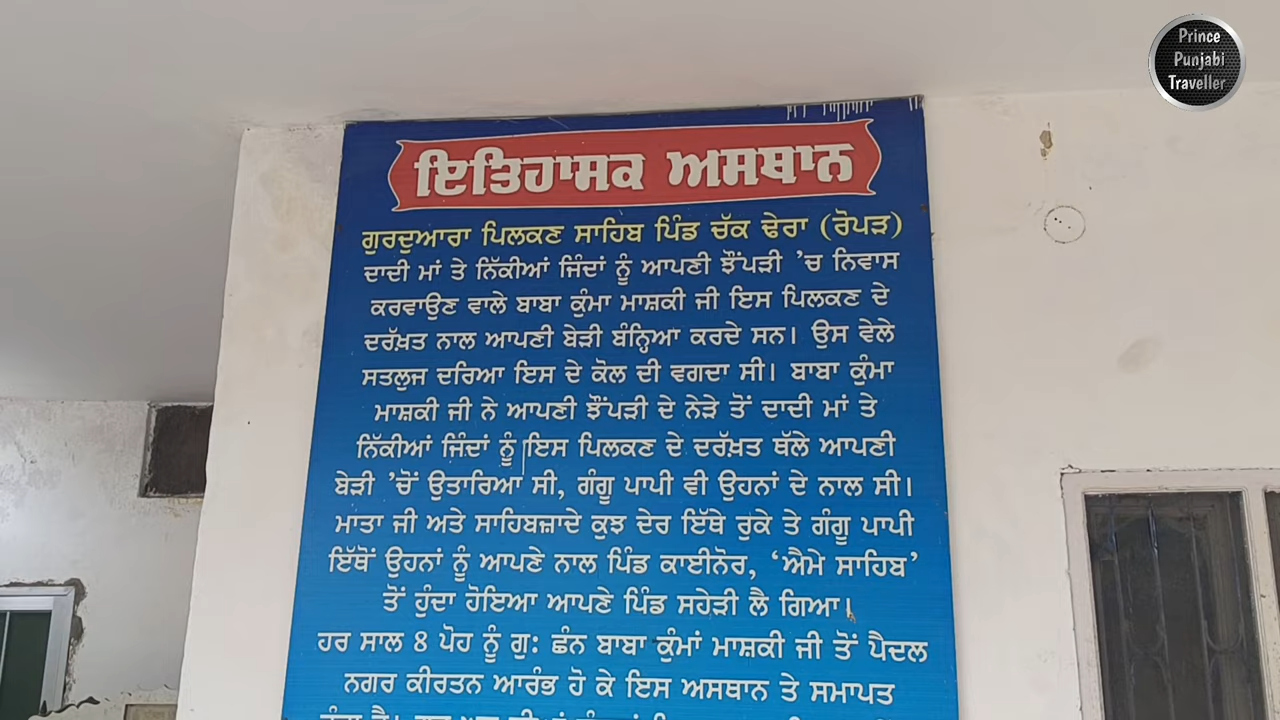 Prince
Punjabi
Traveller
ਇਤਿਹਾਸਕ ਅਸਥਾਨ
ਗੁਰਦੁਆਰਾ ਪਿਲਕਣ ਸਾਹਿਬ ਪਿੰਡ ਚੱਕ ਢੇਰਾ (ਰੋਪੜ)
ਦਾਦੀ ਮਾਂ ਤੇ ਨਿੱਕੀਆਂ ਜਿੰਦਾਂ ਨੂੰ ਆਪਣੀ ਝੌਂਪੜੀ ’ਚ ਨਿਵਾਸ
ਕਰਵਾਉਣ ਵਾਲੇ ਬਾਬਾ ਕੁੰਮਾ ਮਾਸ਼ਕੀ ਜੀ ਇਸ ਪਿਲਕਣ ਦੇ
ਦਰੱਖ਼ਤ ਨਾਲ ਆਪਣੀ ਬੇੜੀ ਬੰਨ੍ਹਿਆ ਕਰਦੇ ਸਨ। ਉਸ ਵੇਲੇ
ਸਤਲੁਜ ਦਰਿਆ ਇਸ ਦੇ ਕੋਲ ਦੀ ਵਗਦਾ ਸੀ। ਬਾਬਾ ਕੁੰਮਾ
ਮਾਸ਼ਕੀ ਜੀ ਨੇ ਆਪਣੀ ਝੌਂਪੜੀ ਦੇ ਨੇੜੇ ਤੋਂ ਦਾਦੀ ਮਾਂ ਤੇ
ਨਿੱਕੀਆਂ ਜਿੰਦਾਂ ਨੂੰ ਇਸ ਪਿਲਕਣ ਦੇ ਦਰੱਖ਼ਤ ਥੱਲੇ ਆਪਣੀ
ਬੇੜੀ ’ਚੋਂ ਉਤਾਰਿਆ ਸੀ, ਗੰਗੂ ਪਾਪੀ ਵੀ ਉਹਨਾਂ ਦੇ ਨਾਲ ਸੀ।
ਮਾਤਾ ਜੀ ਅਤੇ ਸਾਹਿਬਜ਼ਾਦੇ ਕੁਝ ਦੇਰ ਇੱਥੇ ਰੁਕੇ ਤੇ ਗੰਗੂ ਪਾਪੀ
ਇੱਥੋਂ ਉਹਨਾਂ ਨੂੰ ਆਪਣੇ ਨਾਲ ਪਿੰਡ ਕਾਈਨੋਰ, ‘ਐਮੇ ਸਾਹਿਬ’
ਤੋਂ ਹੁੰਦਾ ਹੋਇਆ ਆਪਣੇ ਪਿੰਡ ਸਹੇੜੀ ਲੈ ਗਿਆ।
ਹਰ ਸਾਲ 8 ਪੋਹ ਨੂੰ ਗੁ: ਛੰਨ ਬਾਬਾ ਕੁੰਮਾਂ ਮਾਸ਼ਕੀ ਜੀ ਤੋਂ ਪੈਦਲ
ਨਗਰ ਕੀਰਤਨ ਆਰੰਭ ਹੋ ਕੇ ਇਸ ਅਸਥਾਨ ਤੇ ਸਮਾਪਤ